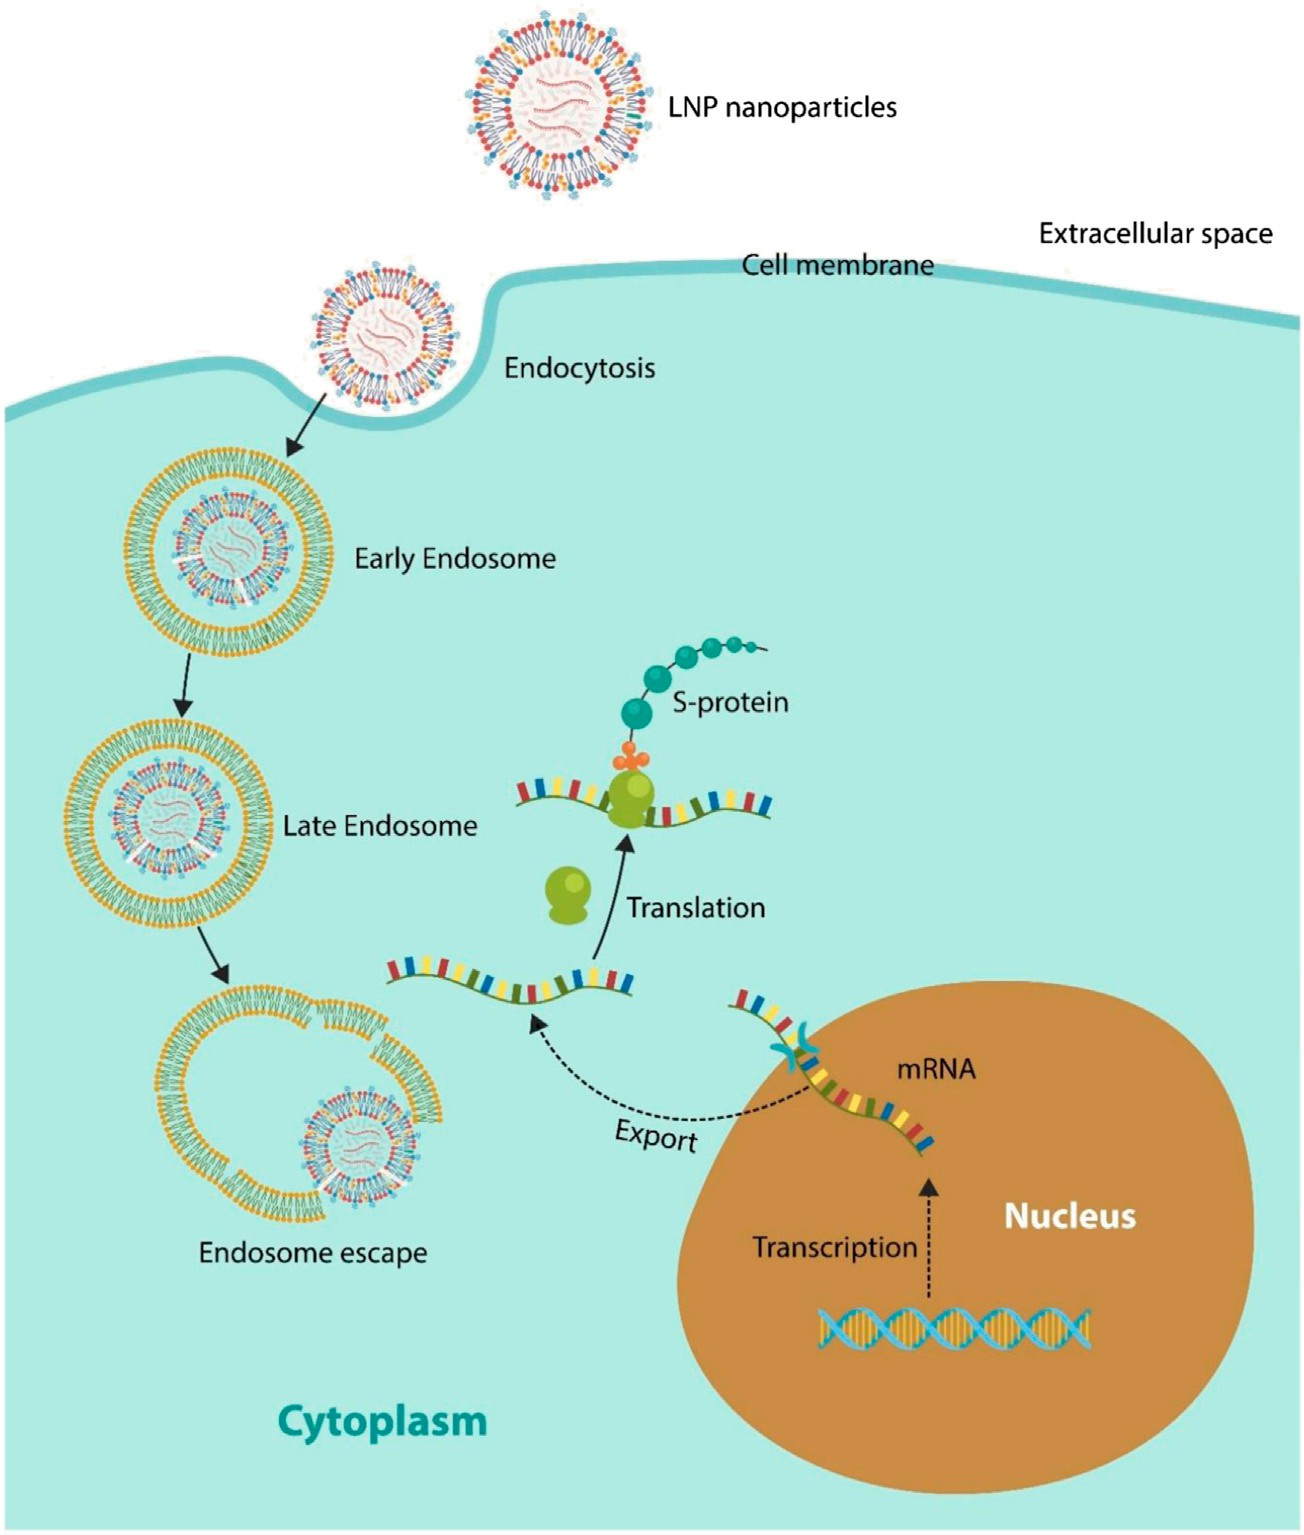 LNP nanoparticles
Extracellular space
Cell membrane
Endocytosis
Early Endosome
S-protein
Late Endosome
Translation
mRNA
Export
Nucleus
Transcription
Endosome escape
Cytoplasm